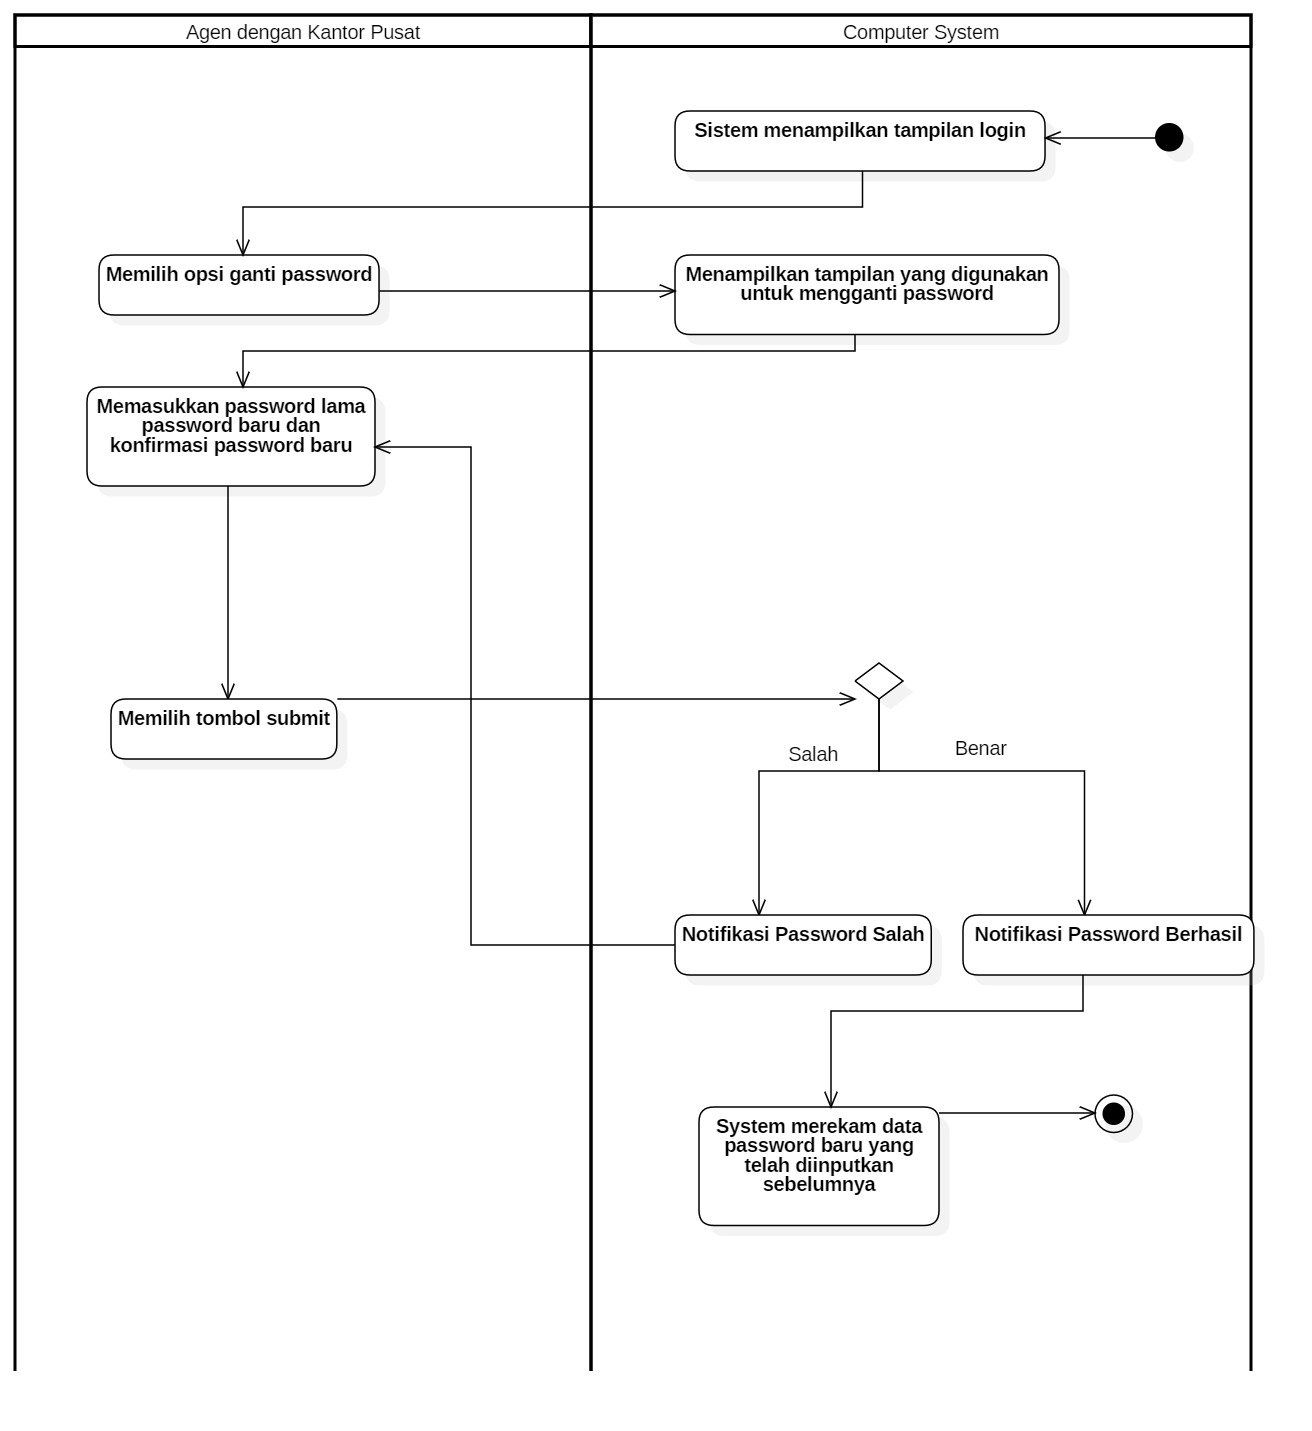 Agen dengan Kantor Pusat
Computer System
Sistem menampilkan tampilan login
Memilih opsi ganti password
Menampilkan tampilan yang digunakan
untuk mengganti password
Memasukkan password lama
password baru dan
konfirmasi password baru
Memilih tombol submit
Salah
Benar
Notifikasi Password Salah
Notifikasi Password Berhasil
System merekam data
password baru yang
telah diinputkan
sebelumnya